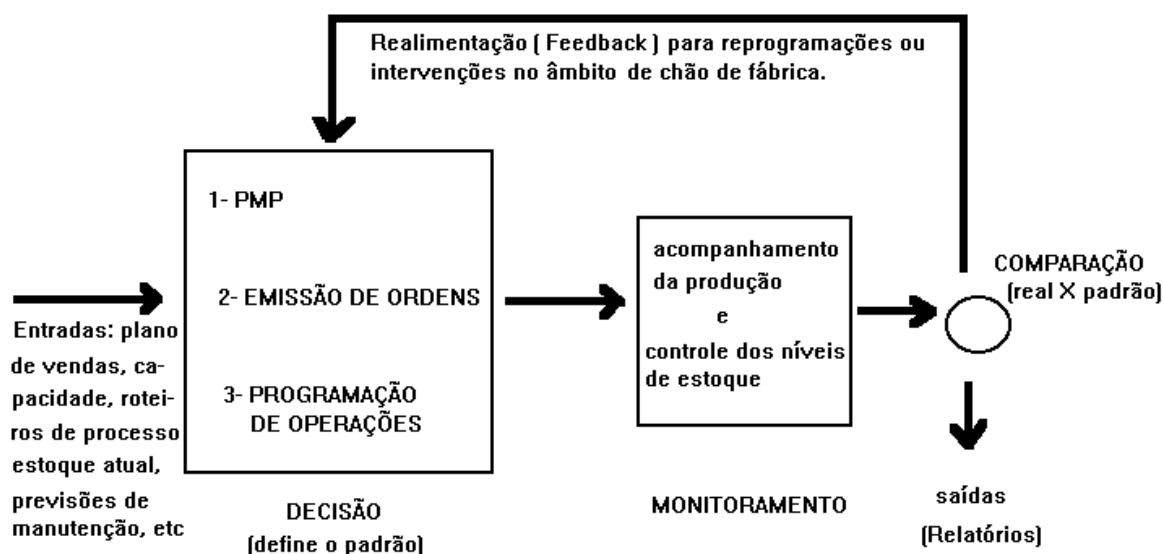 Realimentação ( Feedback ) para reprogramações ou
intervenções no âmbito de chão de fábrica.
1- PMP
2- EMISSÃO DE ORDENS
3- PROGRAMAÇÃO
DE OPERAÇÕES
Entradas: plano
de vendas, ca-
pacidade, rotei-
ros de processo
estoque atual,
previsões de
manutenção, etc
DECISÃO
(define o padrão)
acompanhamento
da produção
e
controle dos níveis
de estoque
MONITORAMENTO
COMPARAÇÃO
(real X padrão)
saídas
(Relatórios)